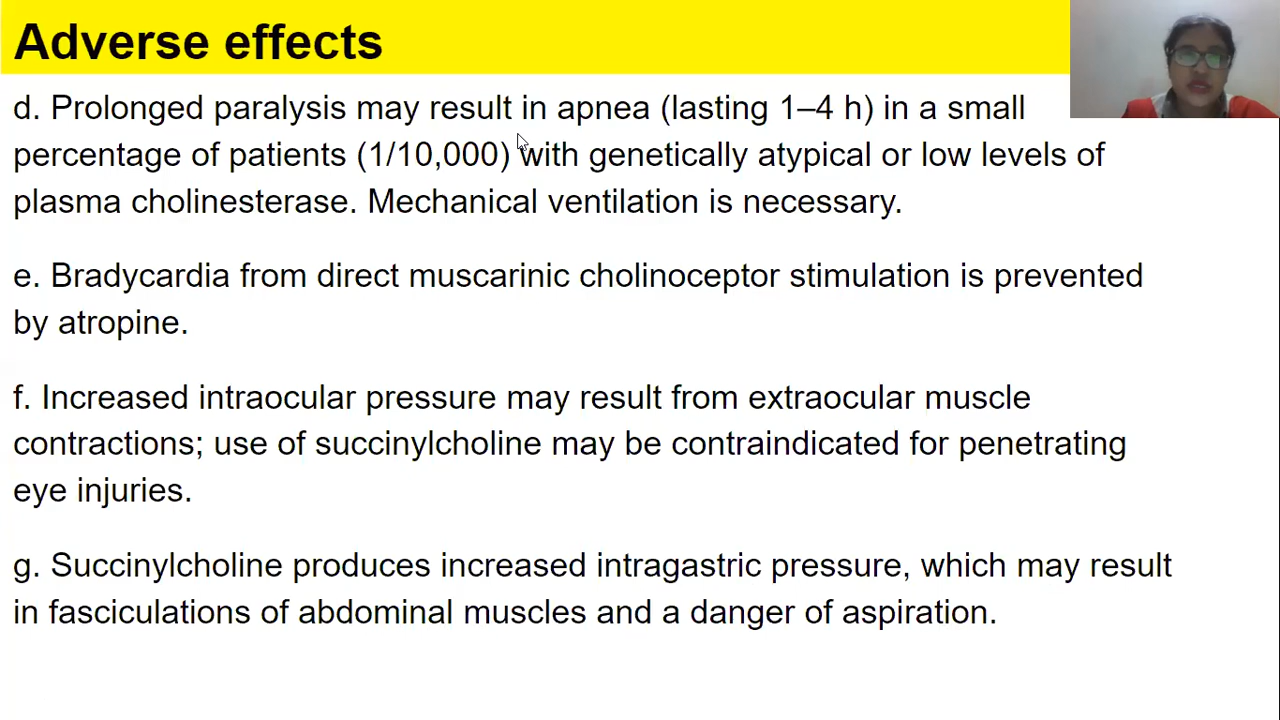 Adverse effects
d. Prolonged paralysis may result in apnea (lasting 1–4 h) in a small
percentage of patients (1/10,000) with genetically atypical or low levels of
plasma cholinesterase. Mechanical ventilation is necessary.
e. Bradycardia from direct muscarinic cholinoceptor stimulation is prevented
by atropine.
f. Increased intraocular pressure may result from extraocular muscle
contractions; use of succinylcholine may be contraindicated for penetrating
eye injuries.
g. Succinylcholine produces increased intragastric pressure, which may result
in fasciculations of abdominal muscles and a danger of aspiration.